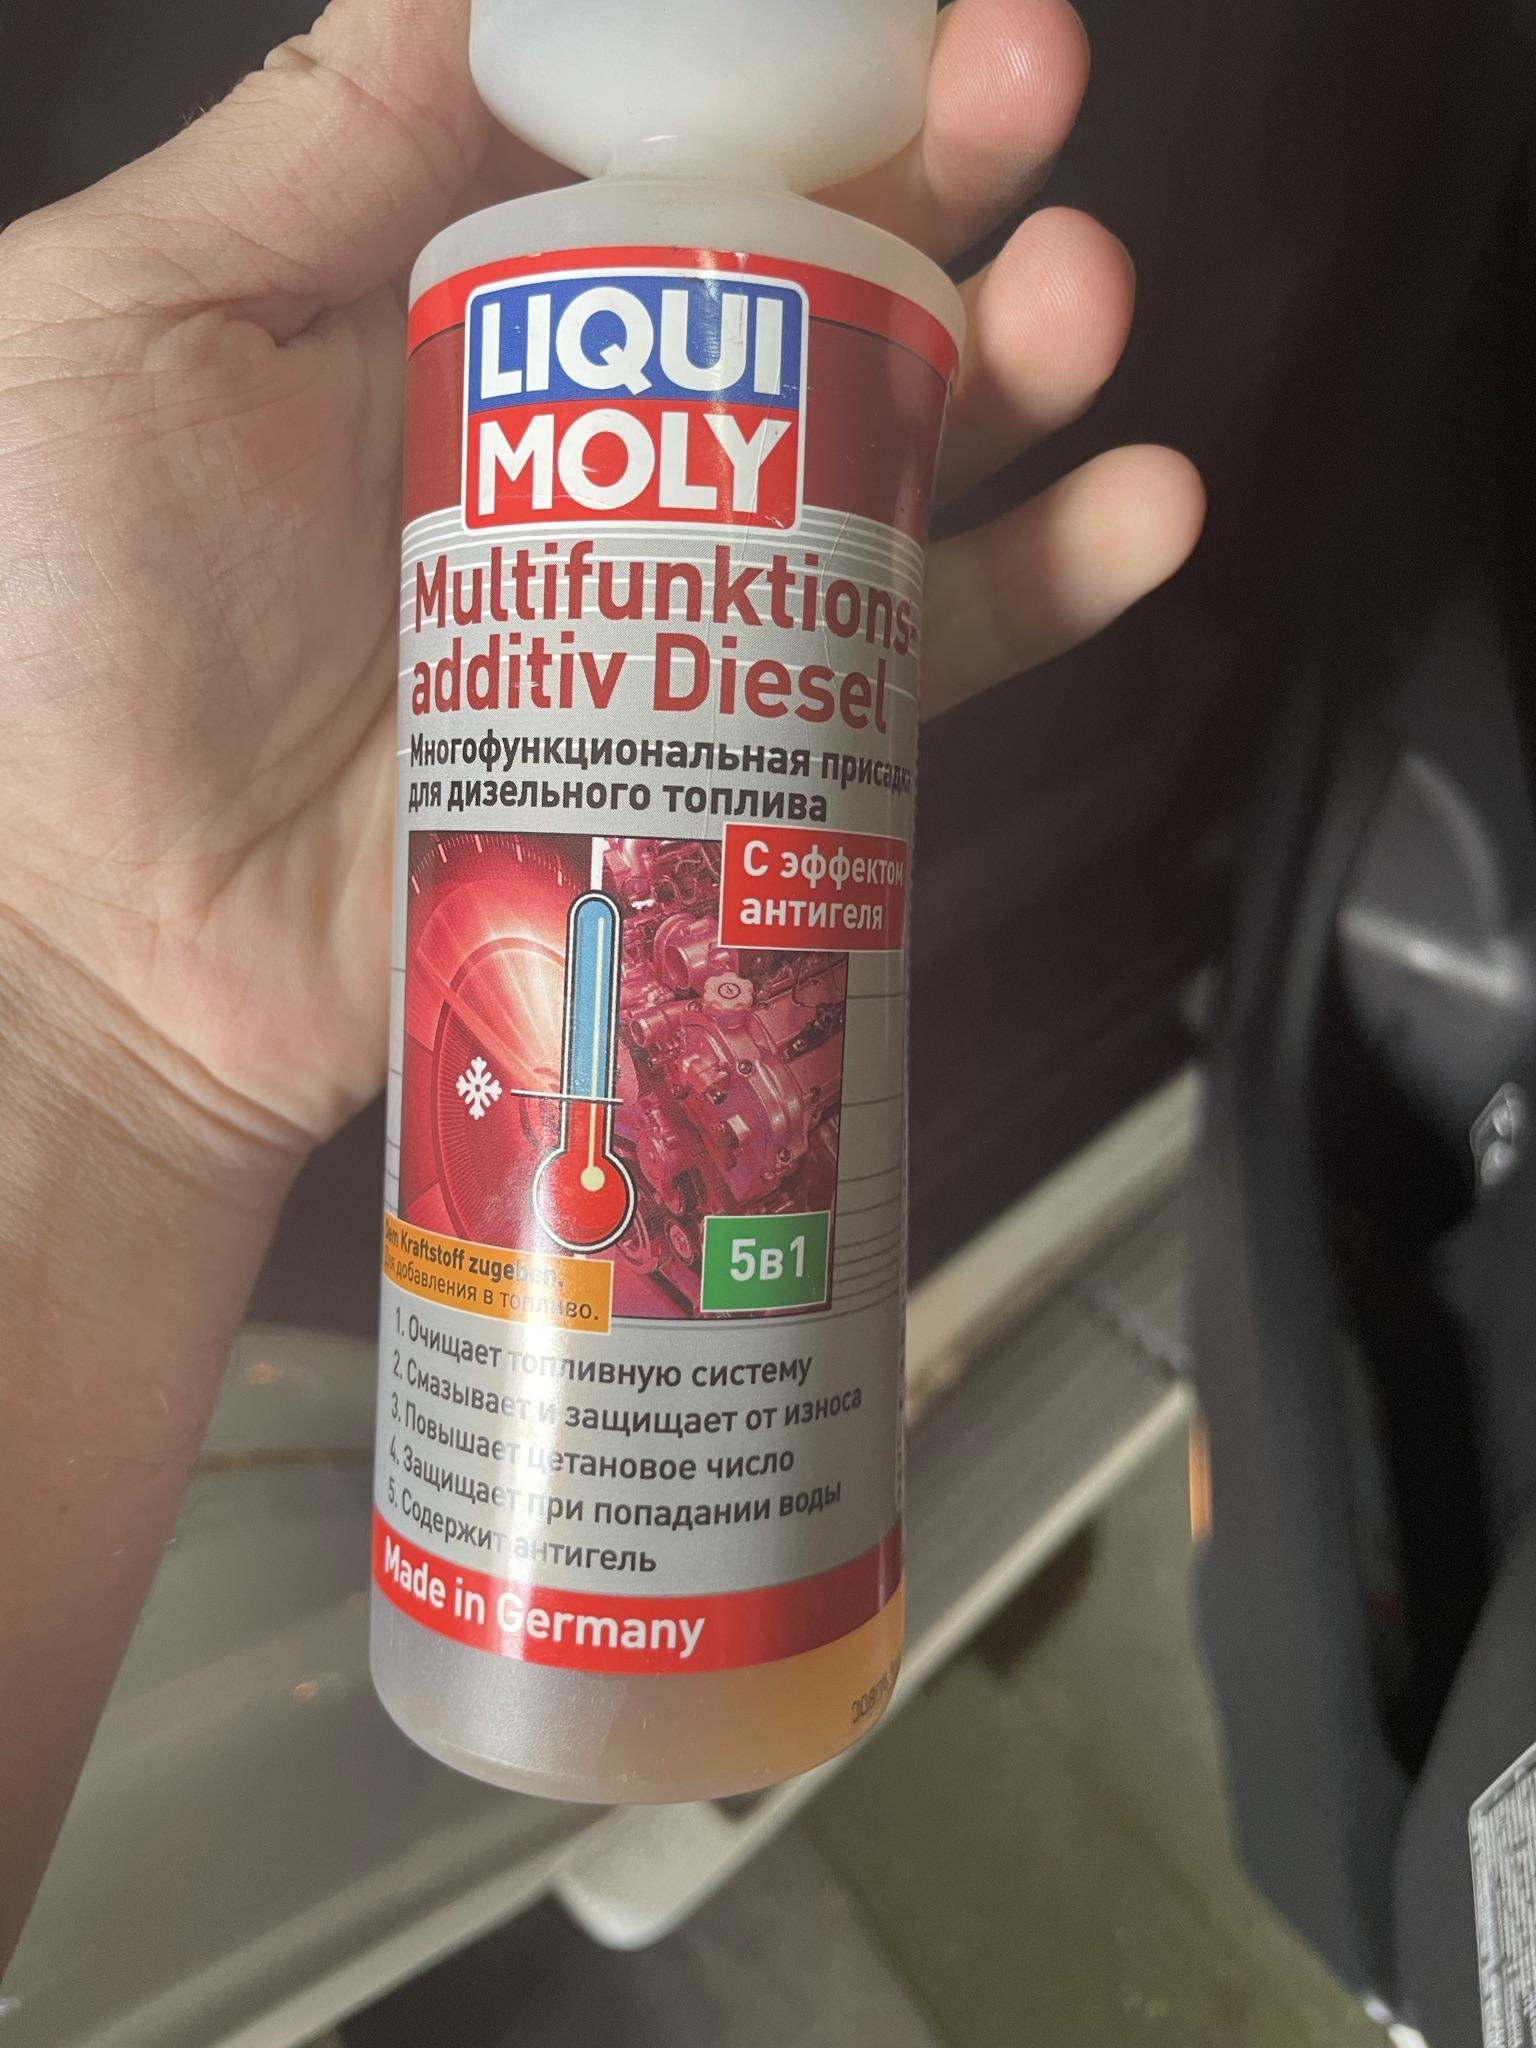 LIQUI
MOLY
Multifunktions-
additiv Diesel
Многофункциональная присадка
для дизельного топлива
С эффектом
антигеля
5в1
Dem Kraftstoff zugeben.
Для добавления в топливо.
1. Очищает топливную систему
2. Смазывает и защищает от износа
3. Повышает цетановое число
4. Защищает при попадании воды
5. Содержит антигель
Made in Germany